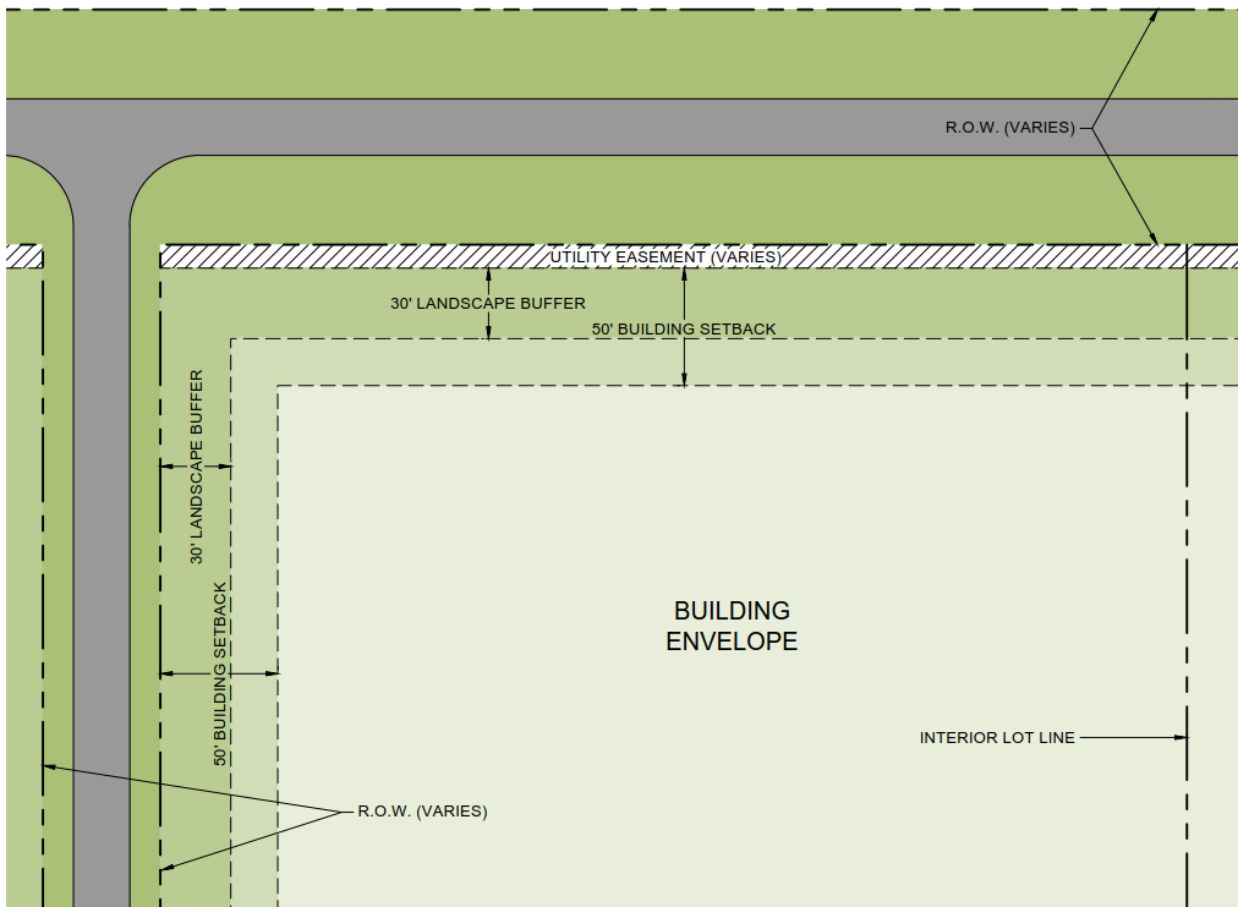 R.O.W. (VARIES)
UTILITY EASEMENT (VARIES)
30' LANDSCAPE BUFFER
50' BUILDING SETBACK
30' LANDSCAPE BUFFER
50' BUILDING SETBACK
BUILDING
ENVELOPE
INTERIOR LOT LINE
R.O.W. (VARIES)